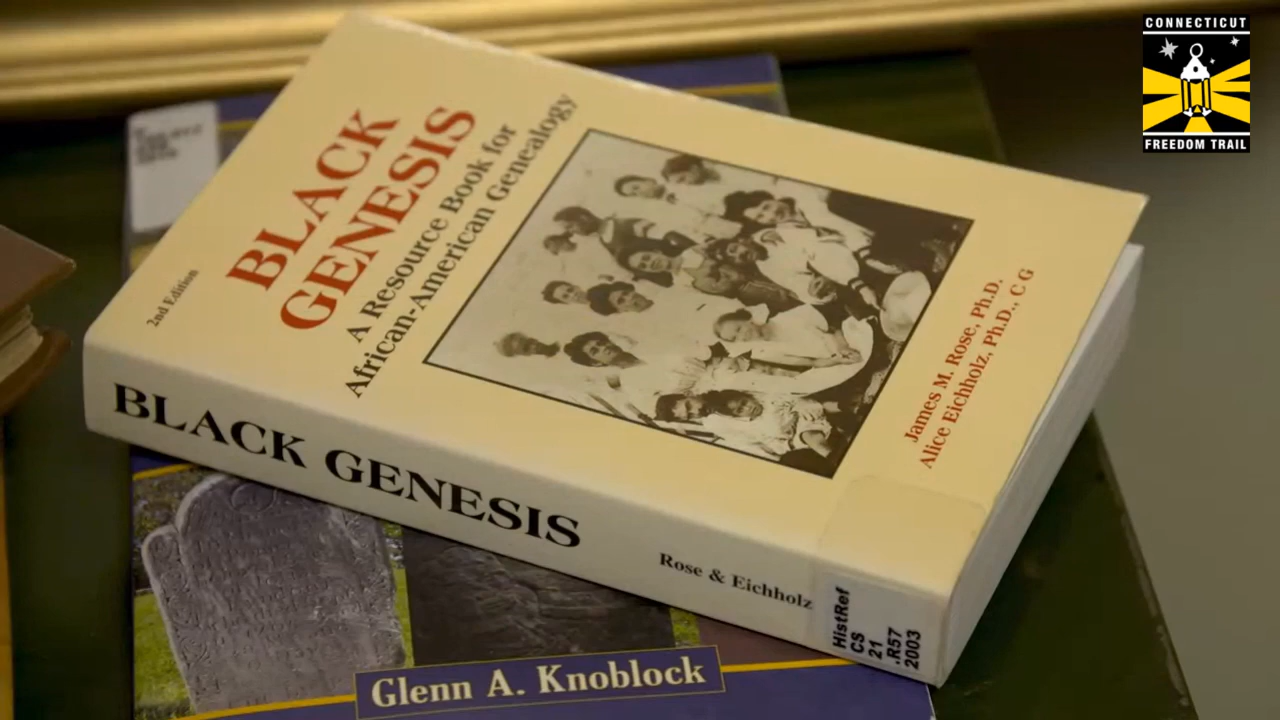 CONNECTICUT
FREEDOM TRAIL
2nd Edition
BLACK
GENESIS
A Resource Book for
African-American Genealogy
James M. Rose, Ph.D.
Alice Eichholz, Ph.D., C G
BLACK GENESIS
Rose & Eichholz
HistRef
CS
21
.R57
2003
Glenn A. Knoblock